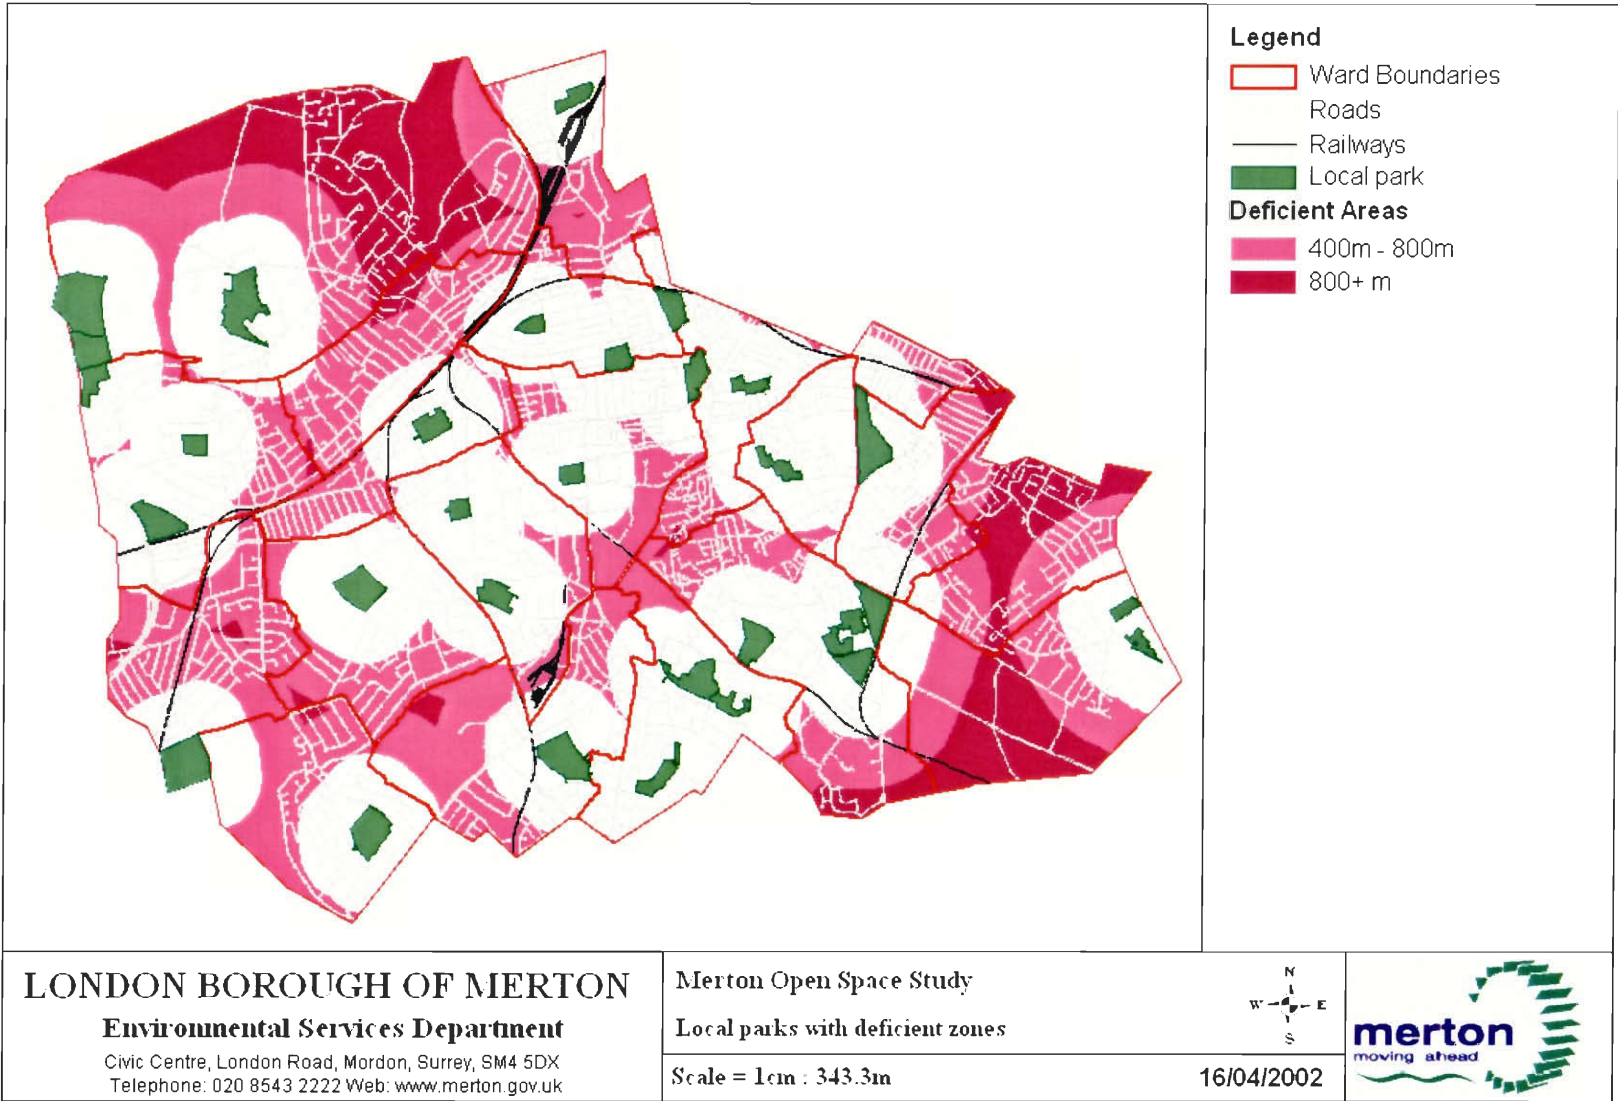 Legend
Ward Boundaries
Roads
Railways
Local park
Deficient Areas
400m - 800m
800+ m
LONDON BOROUGH OF MERTON
Environmental Services Department
Civic Centre, London Road, Mordon, Surrey, SM4 5DX
Telephone: 020 8543 2222 Web: www.merton.gov.uk
Merton Open Space Study
Local parks with deficient zones
Scale = 1cm : 343.3m
16/04/2002
N
W E
S
merton
moving ahead